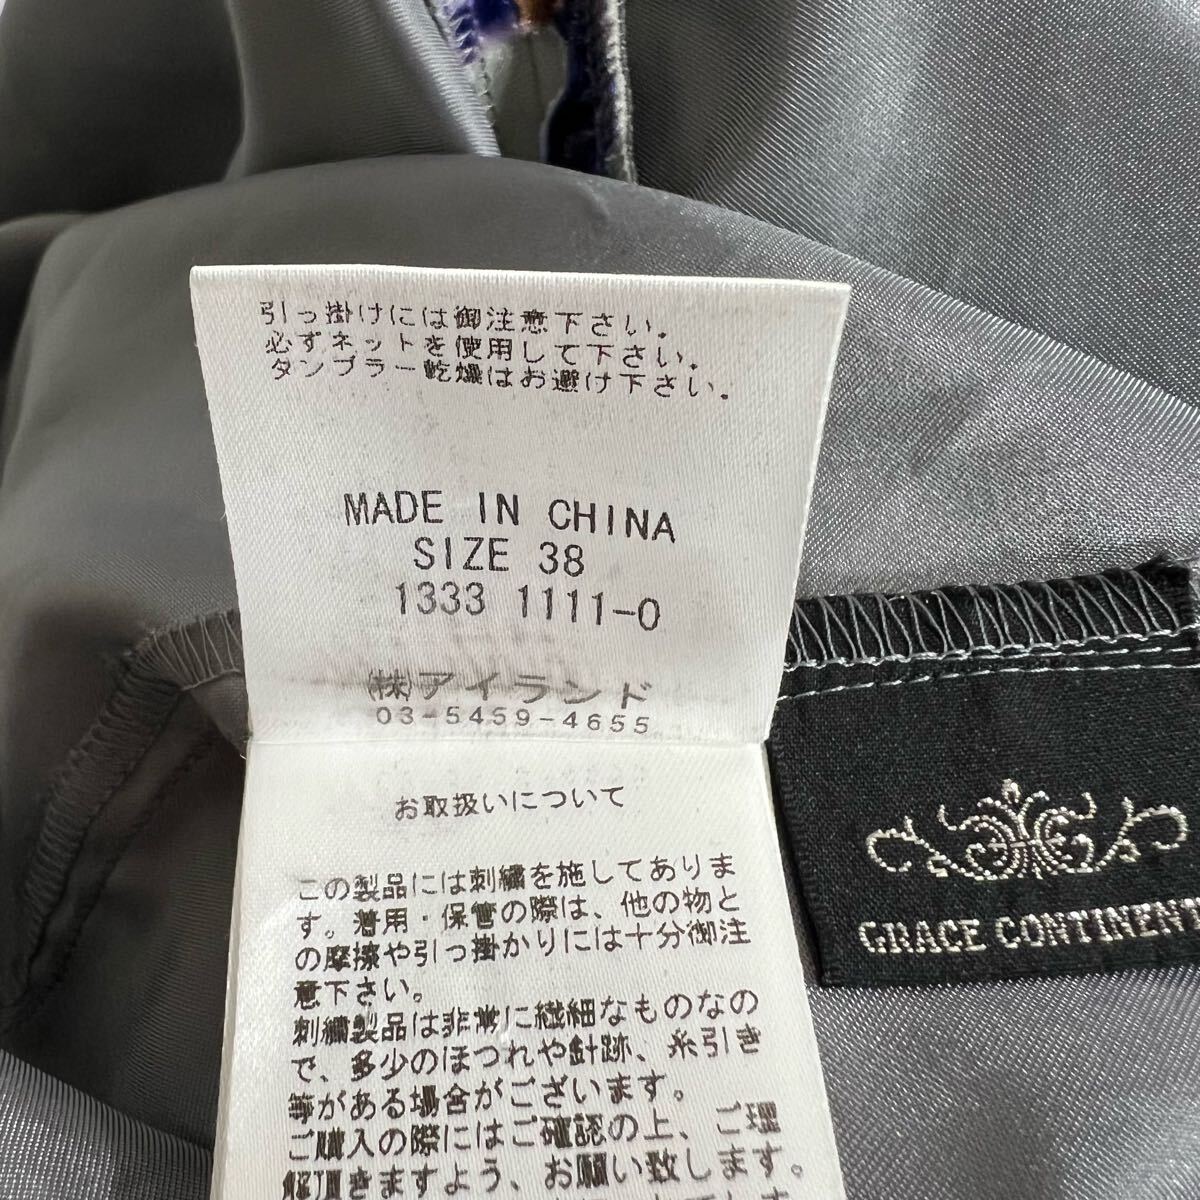 引っ掛けには御注意下さい。
必ずネットを使用して下さい。
タンブラー乾燥はお避け下さい。
MADE IN CHINA
SIZE 38
1333 1111-0
(株)アイランド
03-5459-4655
お取扱いについて
この製品には刺繍を施してありま
す。着用・保管の際は、他の物と
の摩擦や引っ掛かりには十分御注
意下さい。
刺繍製品は非常に繊細なものなの
で、多少のほつれや針跡、糸引き
等がある場合がございます。
ご購入の際にはご確認の上、ご理
解頂きますよう、お願い致します。
GRACE CONTINENT